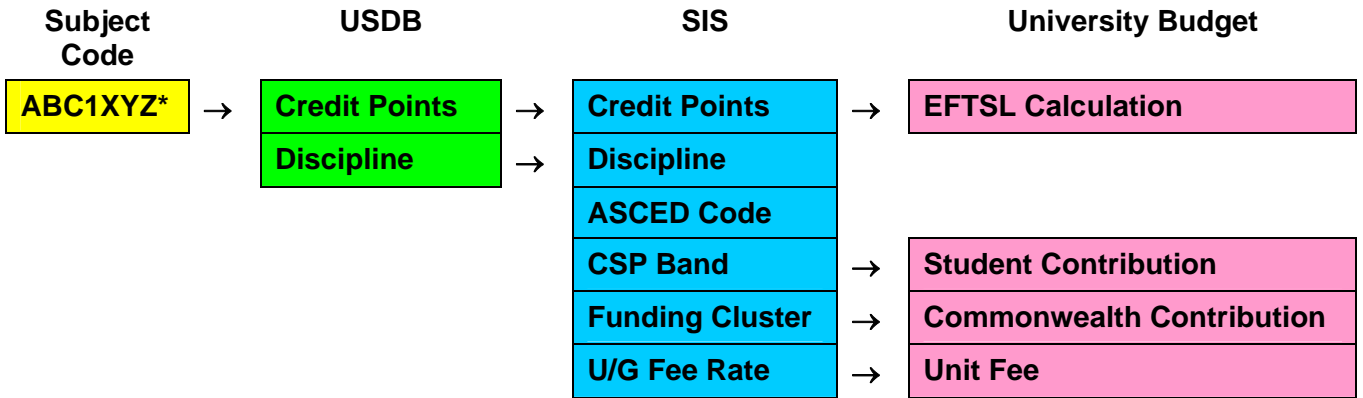 Subject Code USDB SIS University Budget
ABC1XYZ* → Credit Points → Credit Points → EFTSL Calculation
Discipline → Discipline
ASCED Code
CSP Band → Student Contribution
Funding Cluster → Commonwealth Contribution
U/G Fee Rate → Unit Fee